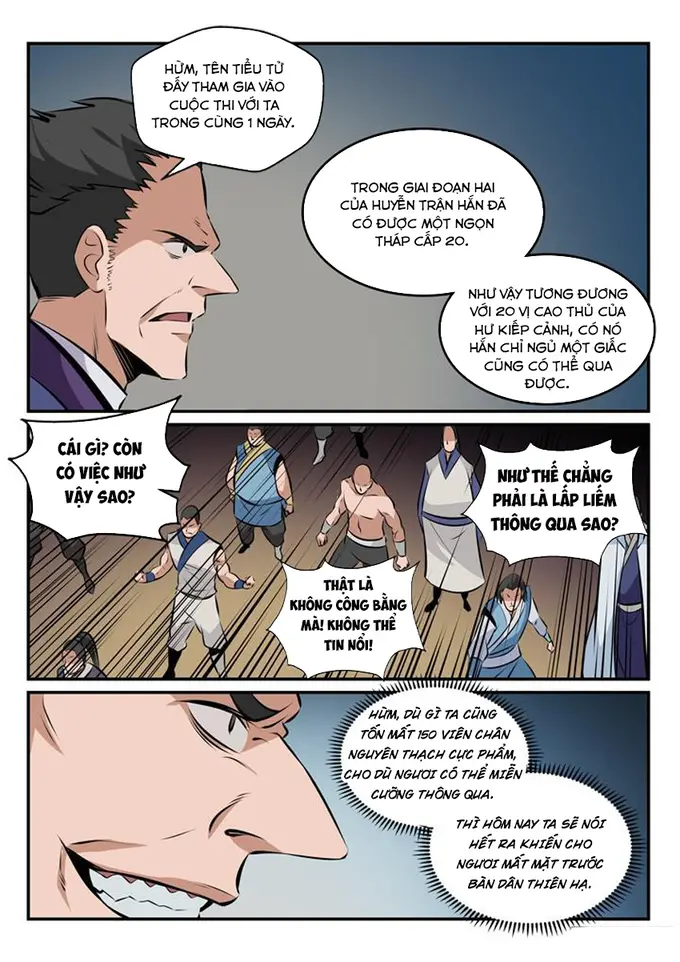 HỪM, TÊN TIỂU TỬ
ĐẤY THAM GIA VÀO
CUỘC THI VỚI TA
TRONG CÙNG 1 NGÀY.
TRONG GIAI ĐOẠN HAI
CỦA HUYỄN TRẬN HẮN ĐÃ
CÓ ĐƯỢC MỘT NGỌN
THÁP CẤP 20.
NHƯ VẬY TƯƠNG ĐƯƠNG
VỚI 20 VỊ CAO THỦ CỦA
HƯ KIẾP CẢNH, CÓ NÓ
HẮN CHỈ NGỦ MỘT GIẤC
CŨNG CÓ THỂ QUA
ĐƯỢC.
CÁI GÌ? CÒN
CÓ VIỆC NHƯ
VẬY SAO?
NHƯ THẾ CHẲNG
PHẢI LÀ LẤP LIẾM
THÔNG QUA SAO?
THẬT LÀ
KHÔNG CÔNG BẰNG
MÀ! KHÔNG THỂ
TIN NỔI!
HỪM, DÙ GÌ TA CŨNG
TỐN MẤT 150 VIÊN CHÂN
NGUYÊN THẠCH CỰC PHẨM,
CHO DÙ NGƯƠI CÓ THỂ MIỄN
CƯỠNG THÔNG QUA.
THÌ HÔM NAY TA SẼ NÓI
HẾT RA KHIẾN CHO
NGƯƠI MẤT MẶT TRƯỚC
BÀN DÂN THIÊN HẠ.